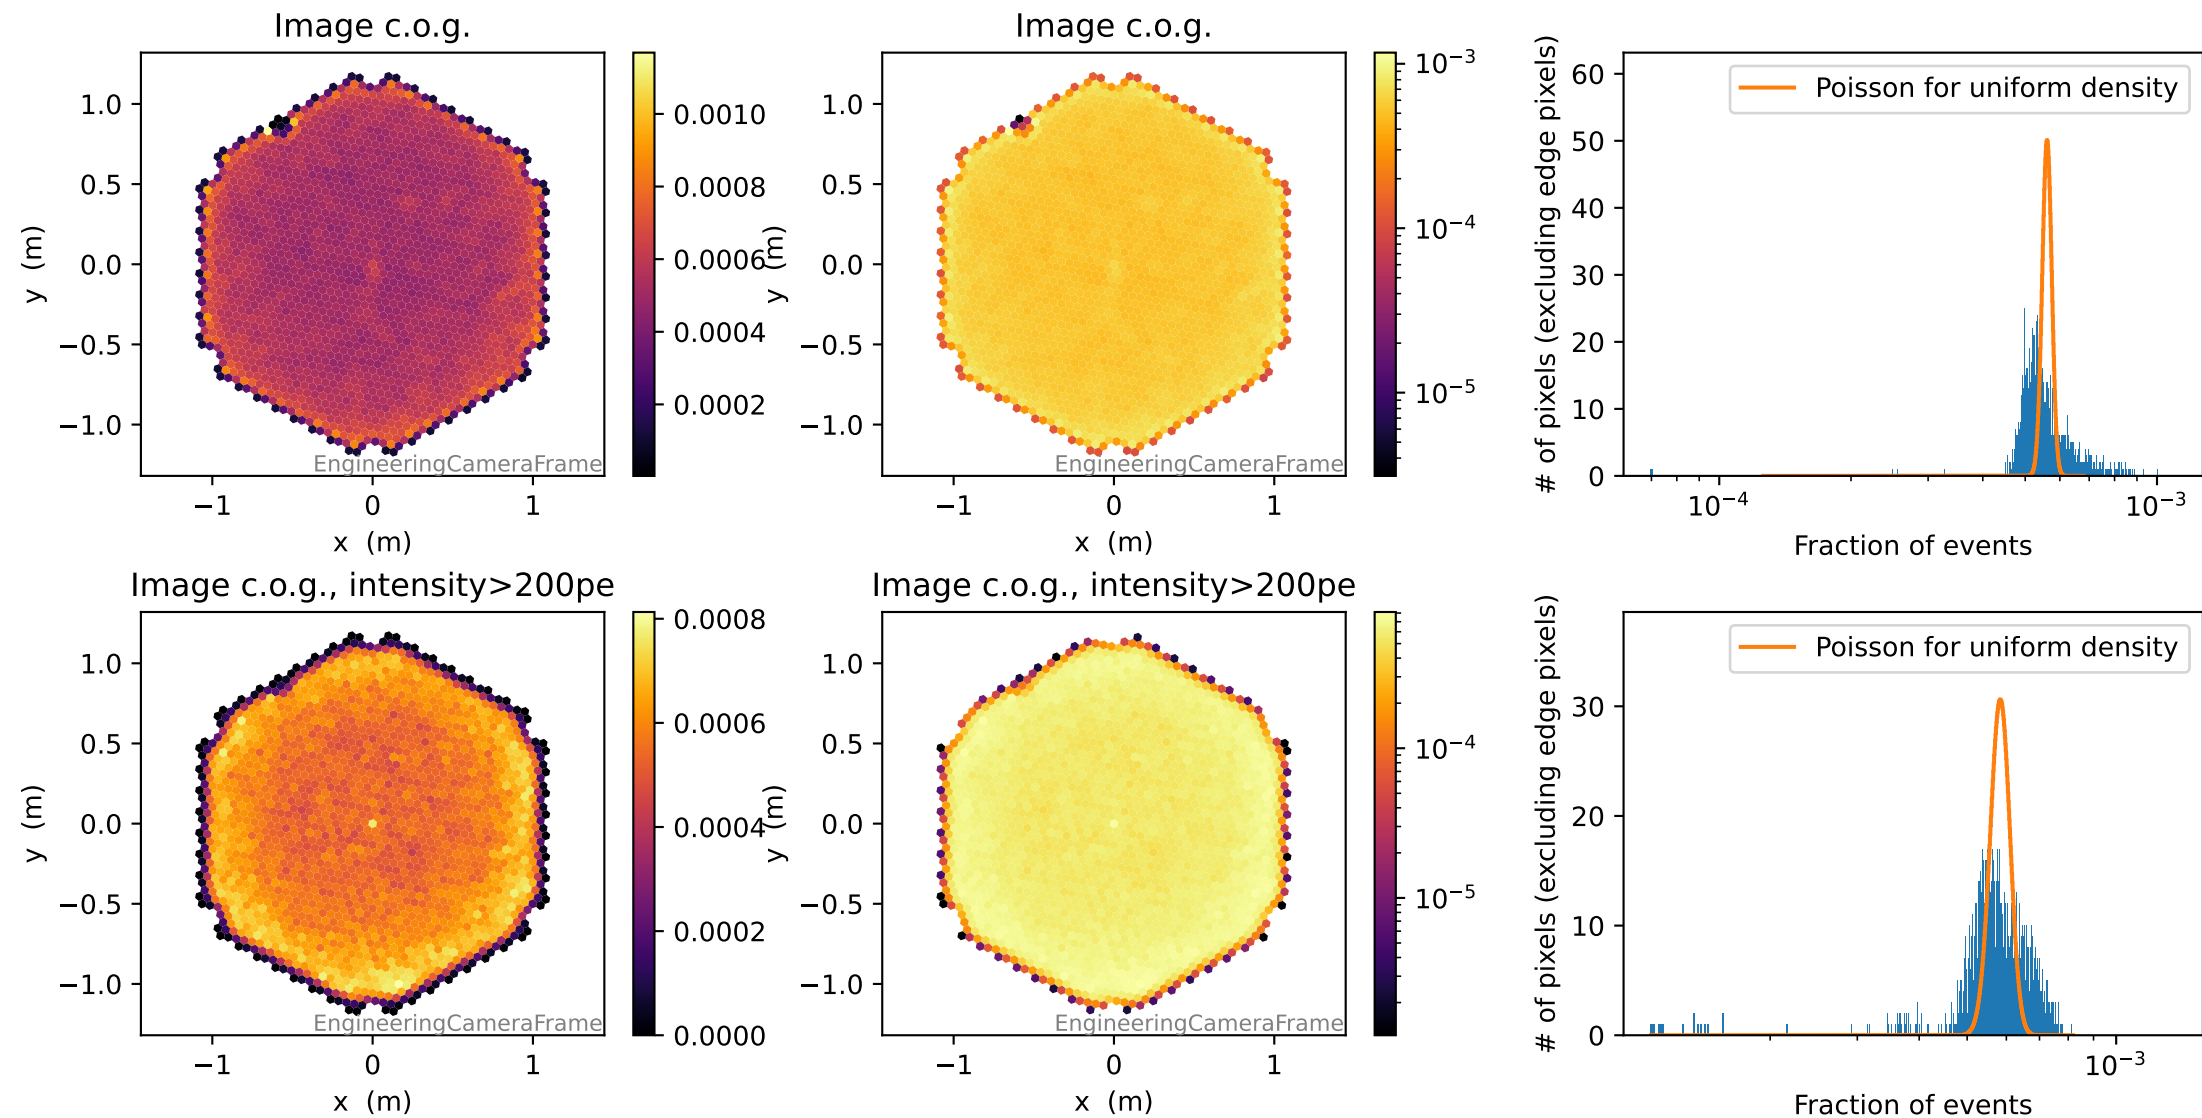 Image c.o.g.
1.0
0.5
0.0
−0.5
−1.0
y (m)
−1
0
1
x (m)
EngineeringCameraFrame
0.0010
0.0008
0.0006
0.0004
0.0002
Image c.o.g.
1.0
0.5
0.0
−0.5
−1.0
y (m)
−1
0
1
x (m)
EngineeringCameraFrame
10−3
10−4
10−5
# of pixels (excluding edge pixels)
60
50
40
30
20
10
0
Poisson for uniform density
10−4
10−3
Fraction of events
Image c.o.g., intensity>200pe
1.0
0.5
0.0
−0.5
−1.0
y (m)
−1
0
1
x (m)
EngineeringCameraFrame
0.0008
0.0006
0.0004
0.0002
0.0000
Image c.o.g., intensity>200pe
1.0
0.5
0.0
−0.5
−1.0
y (m)
−1
0
1
x (m)
EngineeringCameraFrame
10−4
10−5
# of pixels (excluding edge pixels)
30
20
10
0
Poisson for uniform density
10−3
Fraction of events